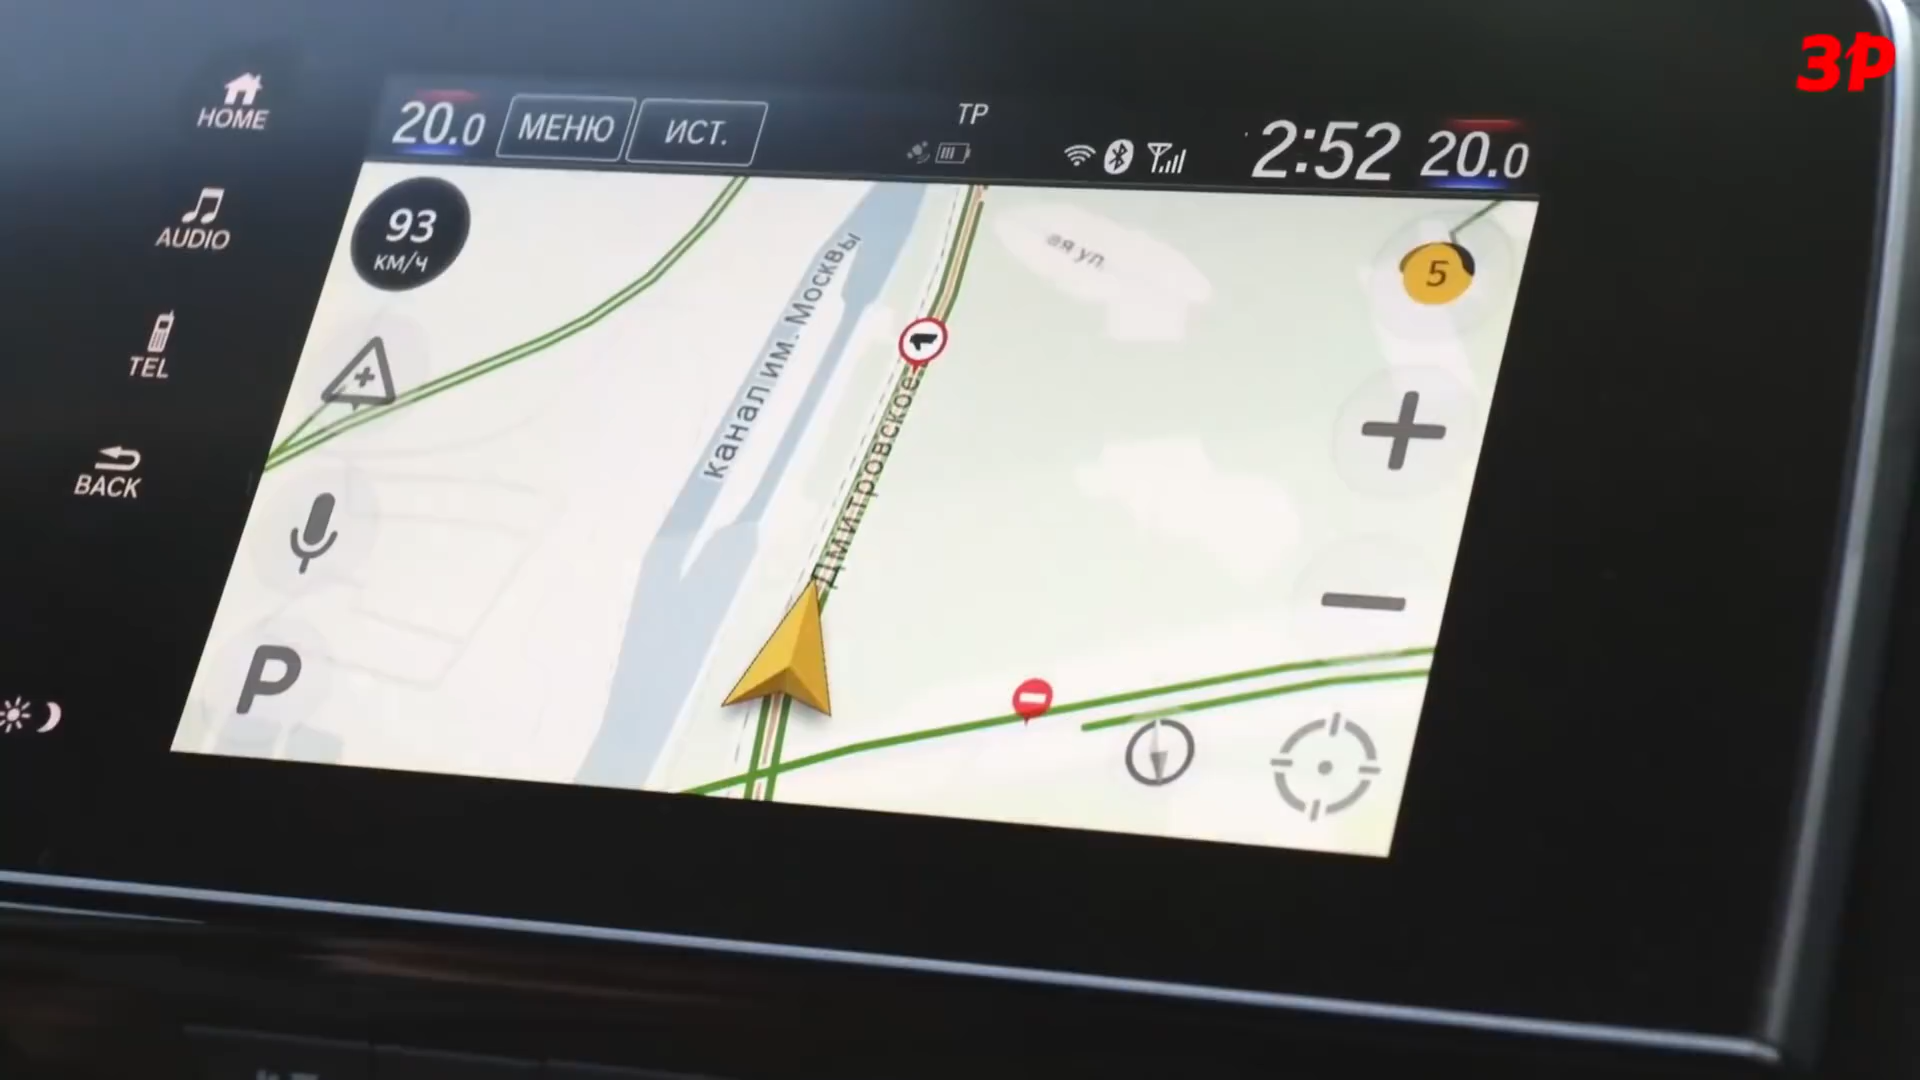 ЗР
HOME
20.0
МЕНЮ
ИСТ.
TP
2:52
20.0
93
КМ/Ч
AUDIO
TEL
BACK
P
канал им. Москвы
Дмитровское
ая ул.
5